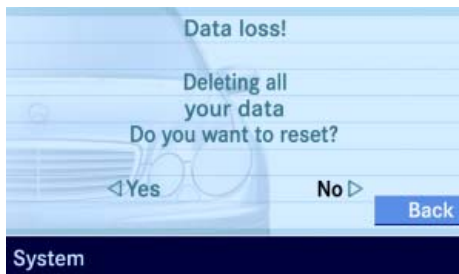 Data loss!
Deleting all
your data
Do you want to reset?
Yes No
Back
System